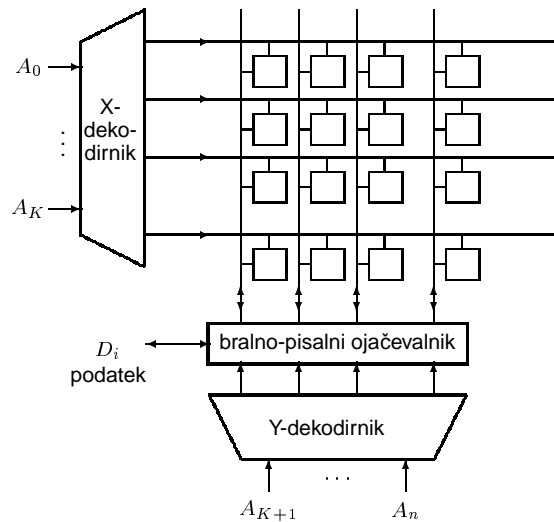 A0
X-
deko-
dirnik
⋮
AK
bralno-pisalni ojačevalnik
Di
podatek
Y-dekodirnik
AK+1
···
An